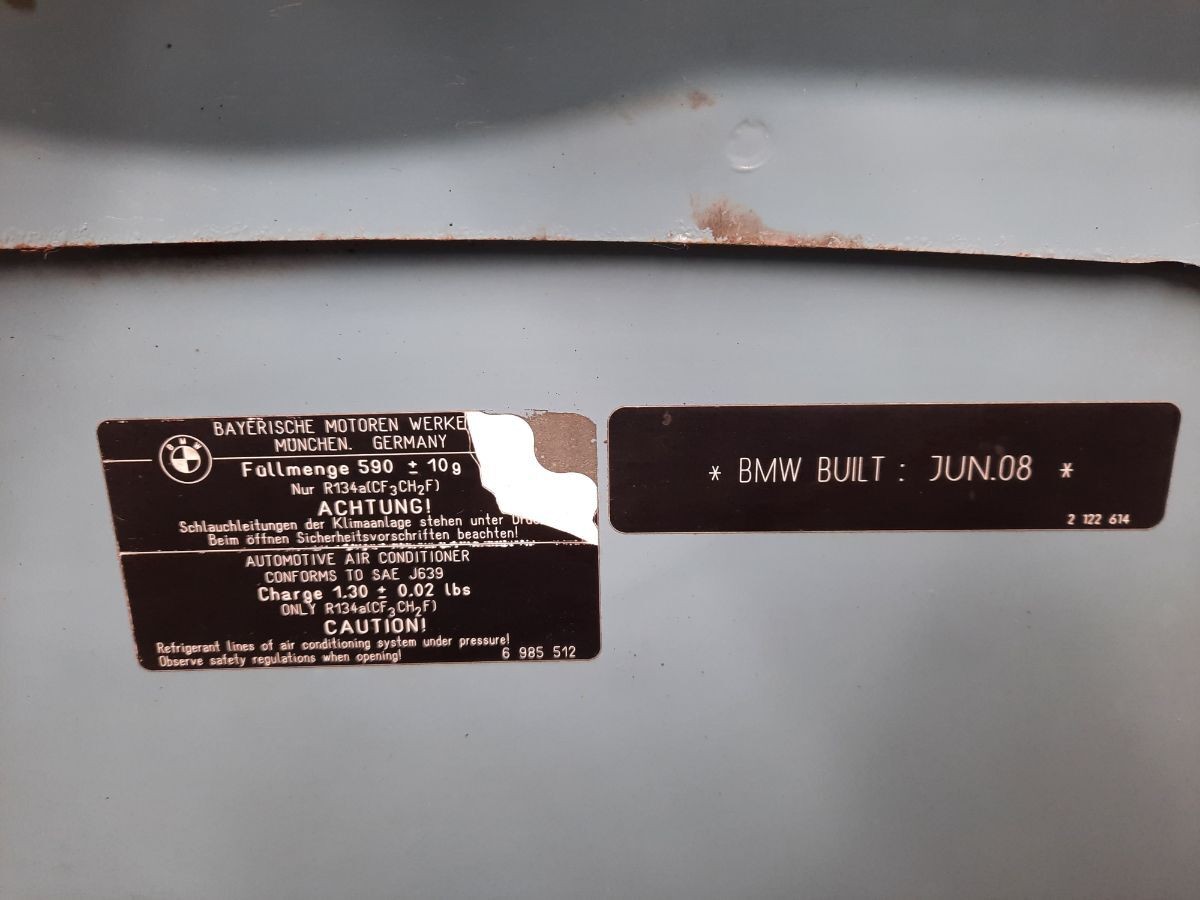 BAYERISCHE MOTOREN WERKE
MÜNCHEN. GERMANY
BMW
Füllmenge 590 ± 10g
Nur R134a(CF₃CH₂F)
ACHTUNG!
Schlauchleitungen der Klimaanlage stehen unter
Beim öffnen Sicherheitsvorschriften beachten!
AUTOMOTIVE AIR CONDITIONER
CONFORMS TO SAE J639
Charge 1.30 ± 0.02 lbs
ONLY R134a(CF₃CH₂F)
CAUTION!
Refrigerant lines of air conditioning system under pressure!
Observe safety regulations when opening!
6 985 512
* BMW BUILT : JUN.08 *
2 122 614